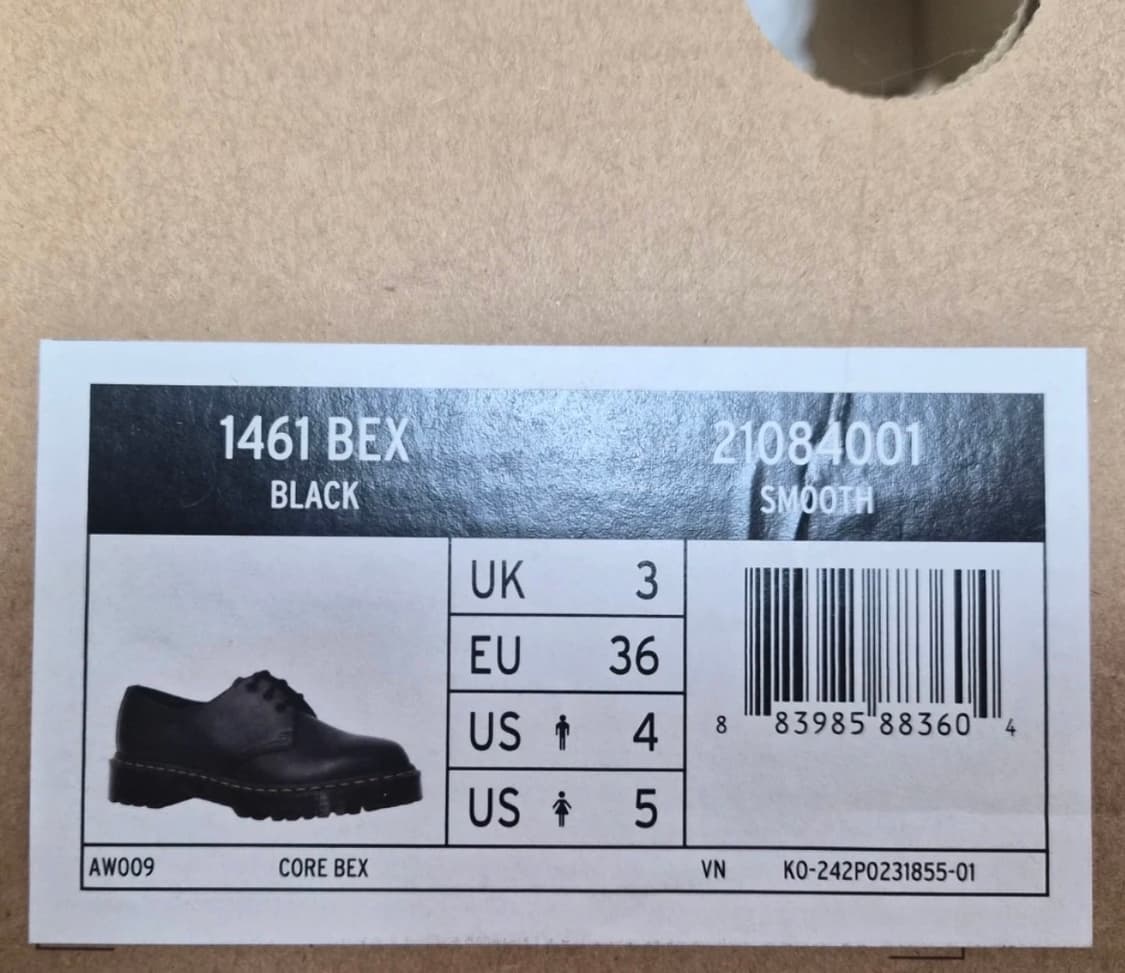 1461 BEX 21084001
BLACK SMOOTH
UK 3
EU 36
US 4
US 5
8 83985 88360 4
AW009 CORE BEX VN KO-242P0231855-01